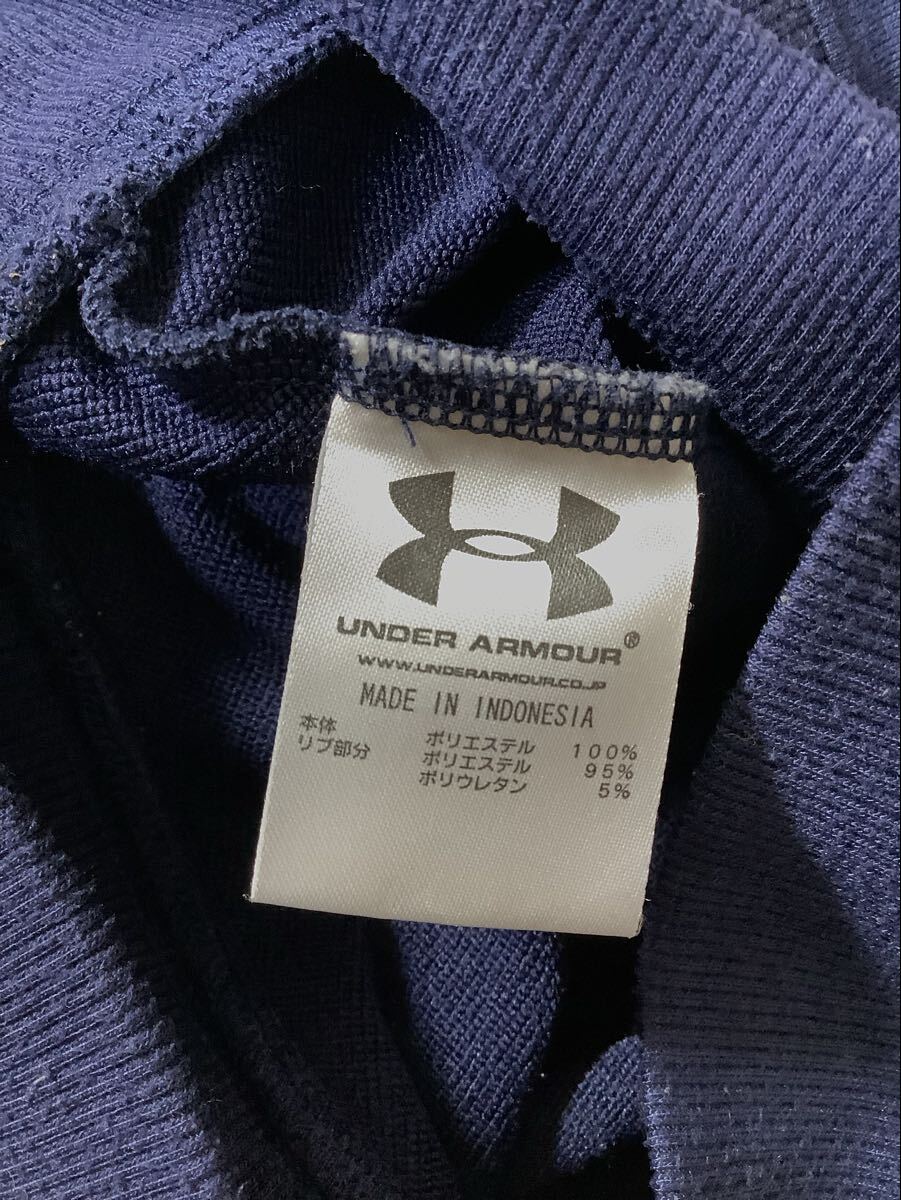 UNDER ARMOUR®
WWW.UNDERARMOUR.CO.JP
MADE IN INDONESIA
本体 ポリエステル 100%
リブ部分 ポリエステル 95%
ポリウレタン 5%